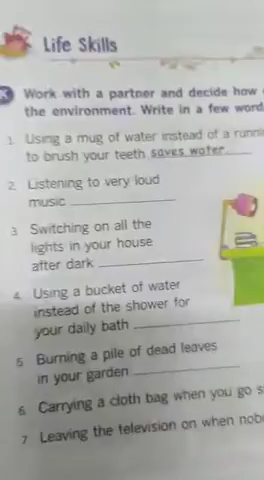 Life Skills
Work with a partner and decide how
the environment. Write in a few word
1. Using a mug of water instead of a runni
to brush your teeth saves water
2. Listening to very loud
music
3. Switching on all the
lights in your house
after dark
4. Using a bucket of water
instead of the shower for
your daily bath
5. Burning a pile of dead leaves
in your garden
6. Carrying a cloth bag when you go s
7. Leaving the television on when nob